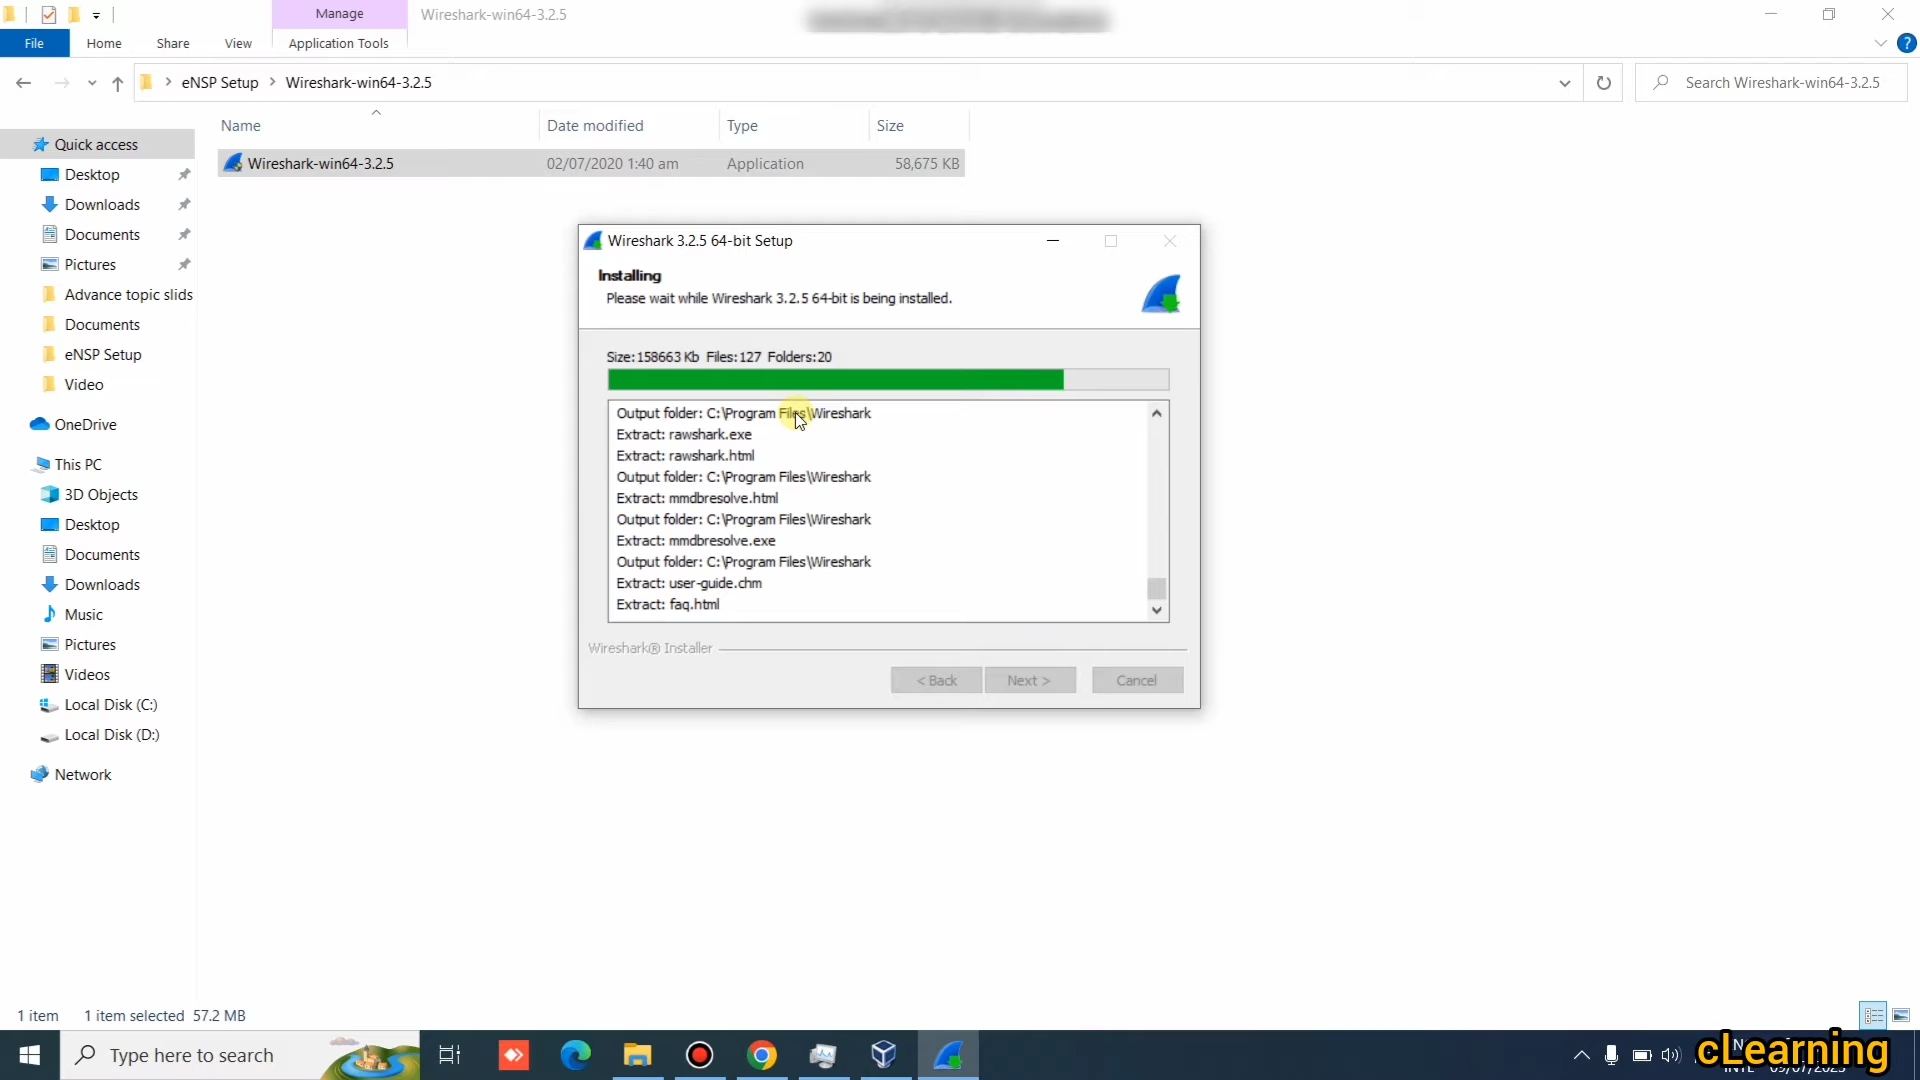 Manage
Wireshark-win64-3.2.5
File
Home
Share
View
Application Tools
?
eNSP Setup
Wireshark-win64-3.2.5
Search Wireshark-win64-3.2.5
Name
Date modified
Type
Size
Wireshark-win64-3.2.5
02/07/2020 1:40 am
Application
58,675 KB
Quick access
Desktop
Downloads
Documents
Pictures
Advance topic slids
Documents
eNSP Setup
Video
OneDrive
This PC
3D Objects
Desktop
Documents
Downloads
Music
Pictures
Videos
Local Disk (C:)
Local Disk (D:)
Network
Wireshark 3.2.5 64-bit Setup
Installing
Please wait while Wireshark 3.2.5 64-bit is being installed.
Size:158663 Kb Files:127 Folders:20
Output folder: C:\Program Files\Wireshark
Extract: rawshark.exe
Extract: rawshark.html
Output folder: C:\Program Files\Wireshark
Extract: mmdbresolve.html
Output folder: C:\Program Files\Wireshark
Extract: mmdbresolve.exe
Output folder: C:\Program Files\Wireshark
Extract: user-guide.chm
Extract: faq.html
Wireshark® Installer
< Back
Next >
Cancel
1 item
1 item selected 57.2 MB
Type here to search
cLearning